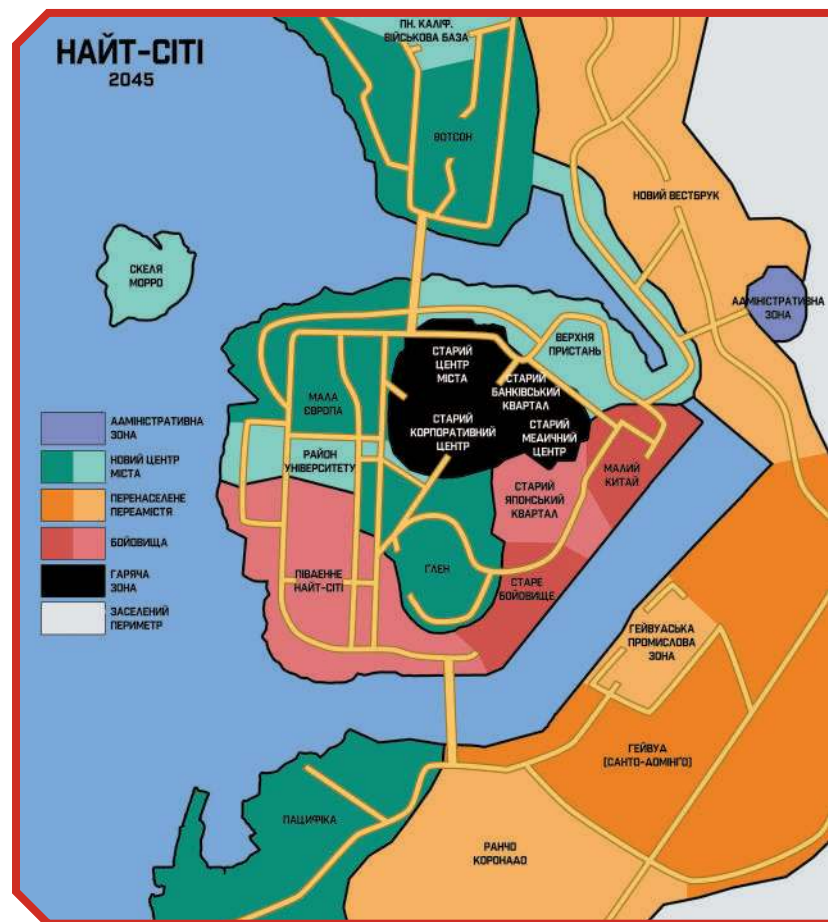 НАЙТ-СІТІ
2045
ПН. КАЛІФ.
ВІЙСЬКОВА БАЗА
ВОТСОН
НОВИЙ ВЕСТБРУК
СКЕЛЯ
МОРРО
АДМІНІСТРАТИВНА
ЗОНА
ВЕРХНЯ
ПРИСТАНЬ
СТАРИЙ
ЦЕНТР
МІСТА
СТАРИЙ
БАНКІВСЬКИЙ
КВАРТАЛ
МАЛА
ЄВРОПА
СТАРИЙ
КОРПОРАТИВНИЙ
ЦЕНТР
СТАРИЙ
МЕДИЧНИЙ
ЦЕНТР
РАЙОН
УНІВЕРСИТЕТУ
МАЛИЙ
КИТАЙ
СТАРИЙ
ЯПОНСЬКИЙ
КВАРТАЛ
ГЛЕН
ПІВДЕННЕ
НАЙТ-СІТІ
СТАРЕ
БОЙОВИЩЕ
АДМІНІСТРАТИВНА
ЗОНА
НОВИЙ ЦЕНТР
МІСТА
ПЕРЕНАСЕЛЕНЕ
ПЕРЕДМІСТЯ
БОЙОВИЩА
ГАРЯЧА
ЗОНА
ЗАСЕЛЕНИЙ
ПЕРИМЕТР
ГЕЙВУДСЬКА
ПРОМИСЛОВА
ЗОНА
ГЕЙВУД
(САНТО-ДОМІНГО)
ПАЦИФІКА
РАНЧО
КОРОНАДО